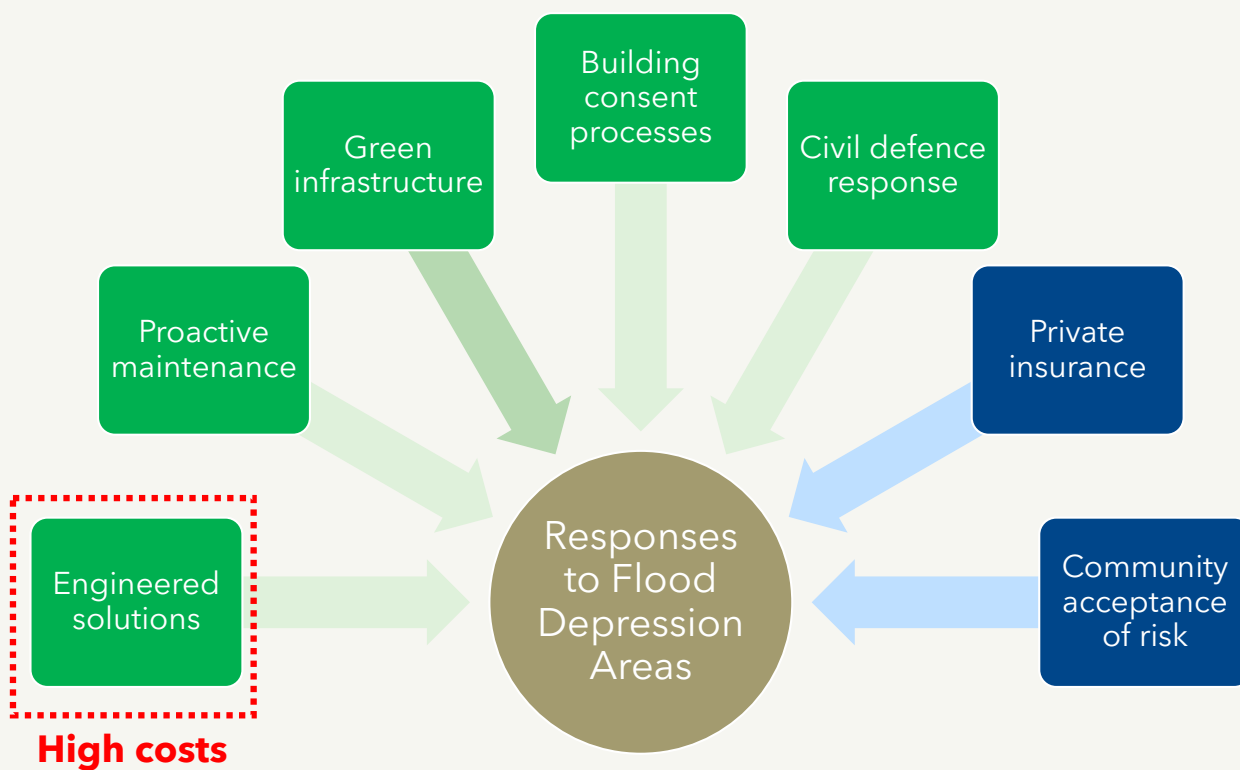 Building
consent
processes
Green
infrastructure
Civil defence
response
Proactive
maintenance
Private
insurance
Engineered
solutions
High costs
Responses
to Flood
Depression
Areas
Community
acceptance
of risk